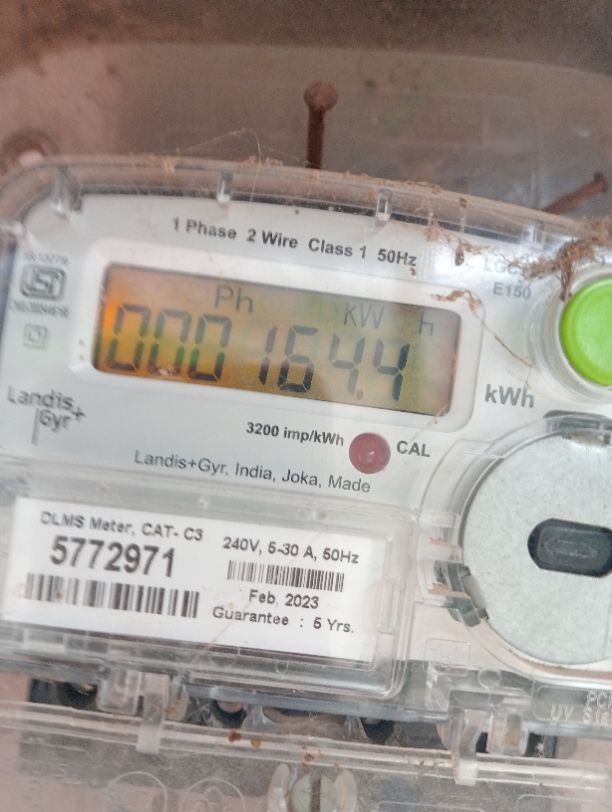 1 Phase 2 Wire Class 1 50Hz
E150
Ph kW h
000164.4
kWh
Landis+
Gyr+
3200 imp/kWh CAL
Landis+Gyr, India, Joka, Made
DLMS Meter, CAT- C3
5772971
240V, 5-30 A, 50Hz
Feb, 2023
Guarantee : 5 Yrs.